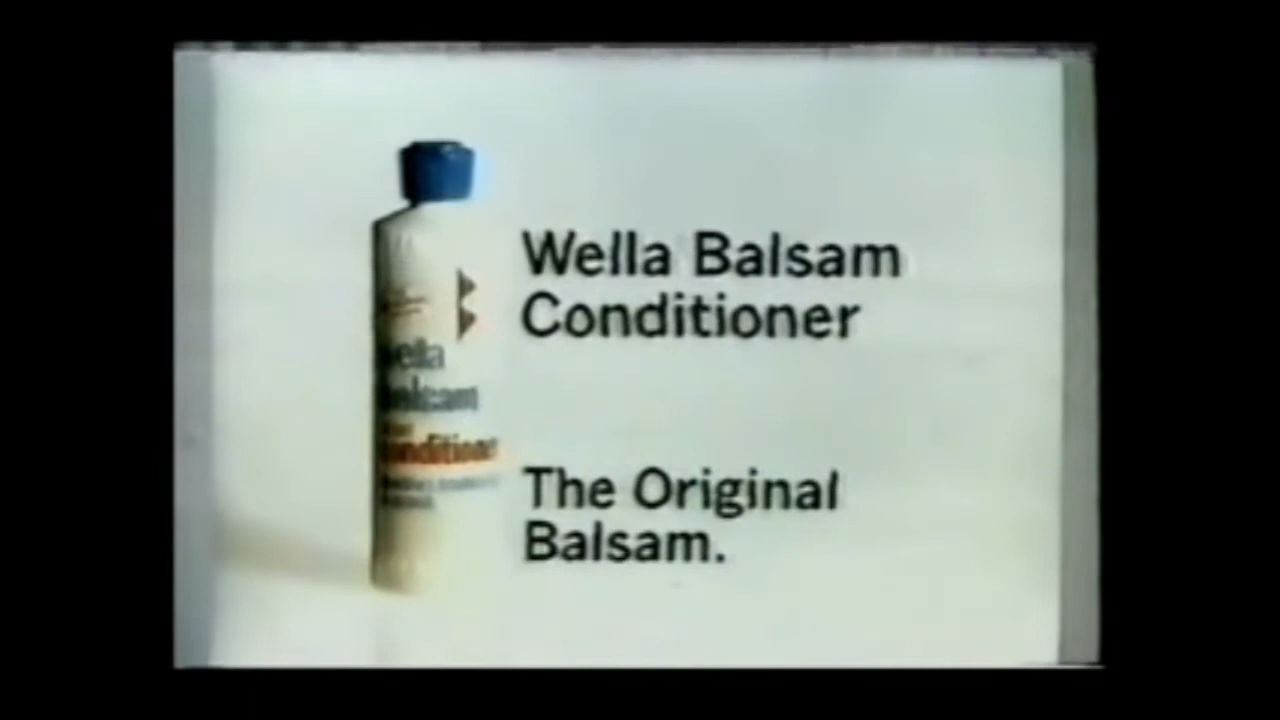 Wella Balsam
Conditioner
The Original
Balsam.